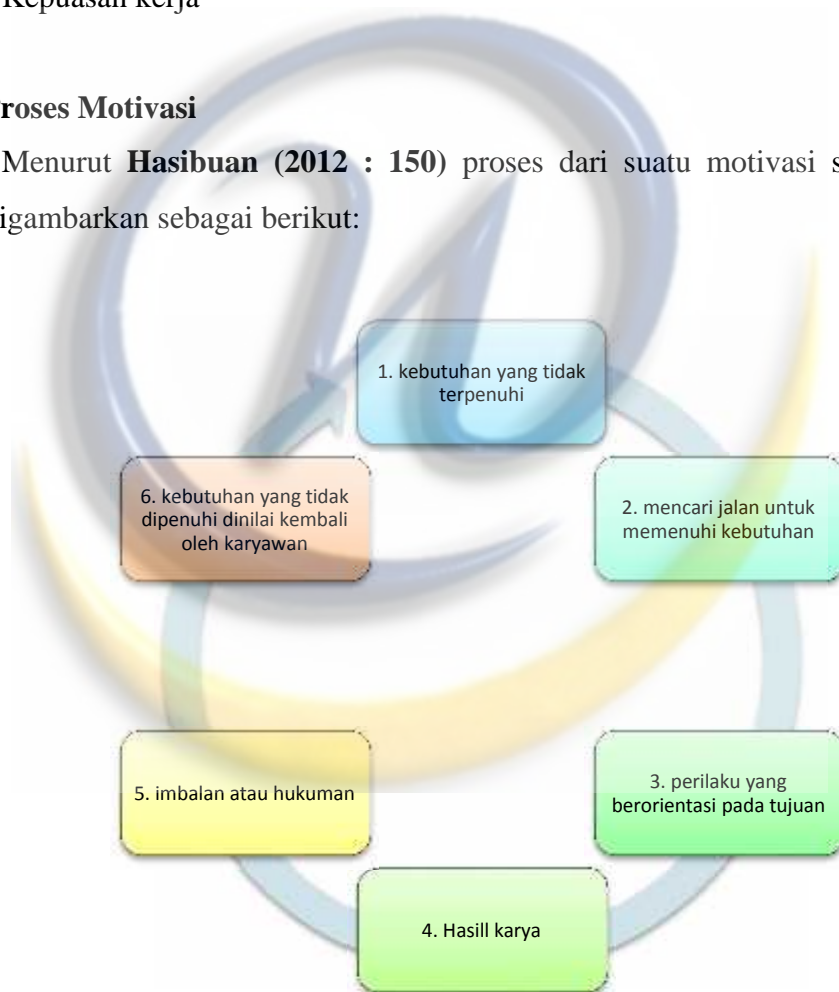 Kepuasan kerja
roses Motivasi
Menurut Hasibuan (2012 : 150) proses dari suatu motivasi s
igambarkan sebagai berikut:
1. kebutuhan yang tidak
terpenuhi
2. mencari jalan untuk
memenuhi kebutuhan
3. perilaku yang
berorientasi pada tujuan
4. Hasill karya
5. imbalan atau hukuman
6. kebutuhan yang tidak
dipenuhi dinilai kembali
oleh karyawan